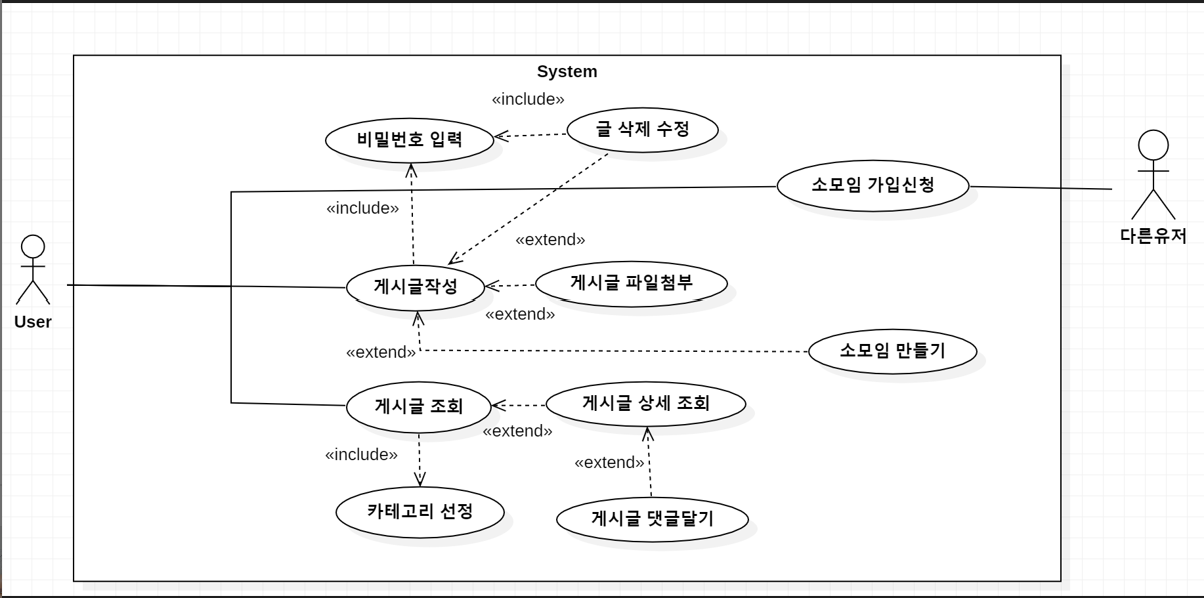 System
«include»
비밀번호 입력
글 삭제 수정
소모임 가입신청
«include»
다른유저
«extend»
게시글작성
게시글 파일첨부
«extend»
User
«extend»
소모임 만들기
게시글 조회
게시글 상세 조회
«extend»
«include»
«extend»
카테고리 선정
게시글 댓글달기